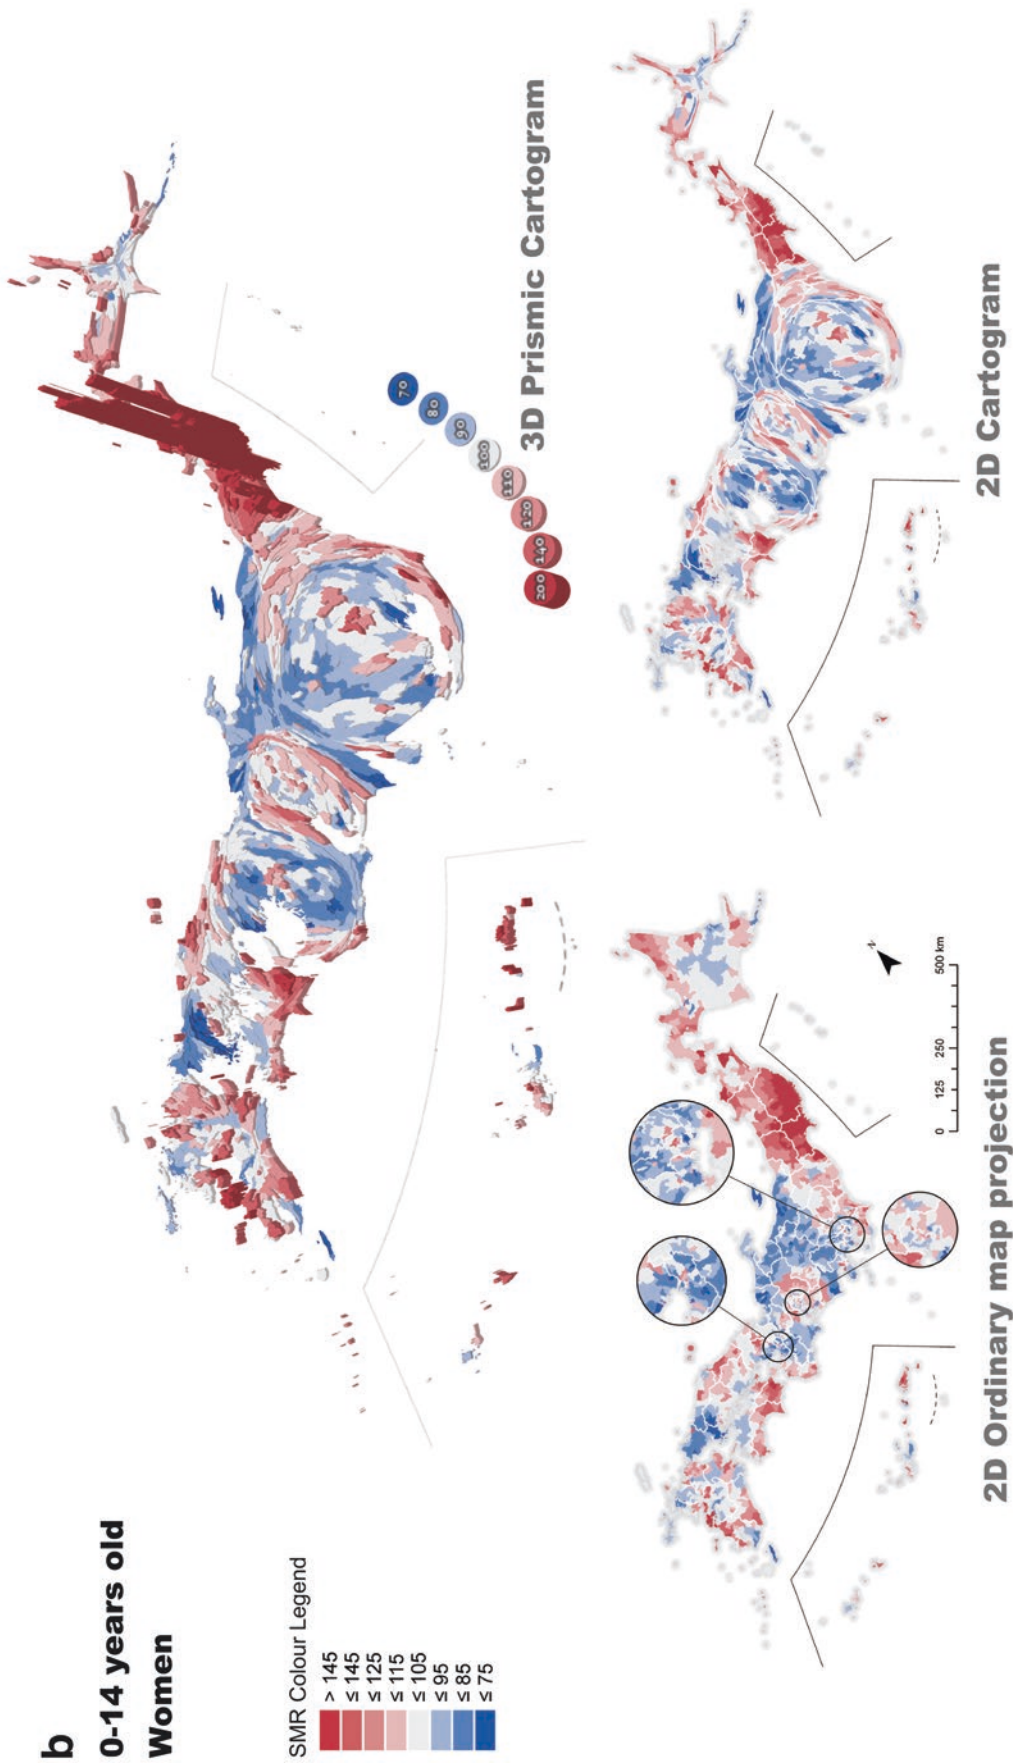 b
0-14 years old
Women
SMR Colour Legend
> 145
≤ 145
≤ 125
≤ 115
≤ 105
≤ 95
≤ 85
≤ 75
200
140
120
110
100
90
80
70
3D Prismic Cartogram
N
0 125 250 500 km
2D Ordinary map projection
2D Cartogram